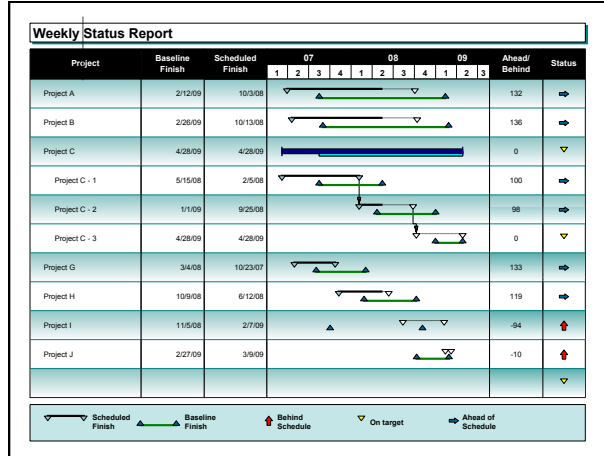 Weekly Status Report
Project Baseline Finish Scheduled Finish 07 08 09 Ahead/ Behind Status
1 2 3 4 1 2 3 4 1 2 3
Project A 2/12/09 10/3/08 132
Project B 2/26/09 10/13/08 136
Project C 4/28/09 4/28/09 0
Project C - 1 5/15/08 2/5/08 100
Project C - 2 1/1/09 9/25/08 98
Project C - 3 4/28/09 4/28/09 0
Project G 3/4/08 10/23/07 133
Project H 10/9/08 6/12/08 119
Project I 11/5/08 2/7/09 -94
Project J 2/27/09 3/9/09 -10
Scheduled Finish Baseline Finish Behind Schedule On target Ahead of Schedule